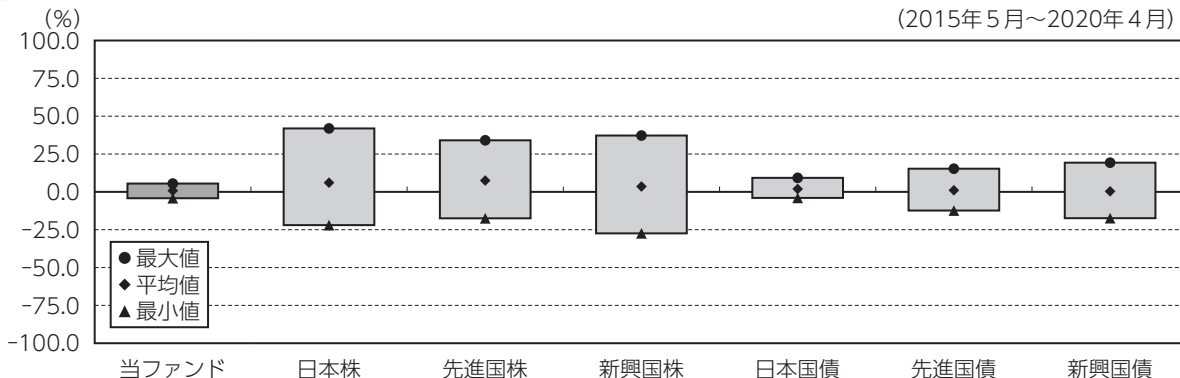 (%)
(2015年5月～2020年4月)
100.0
75.0
50.0
25.0
0.0
-25.0
-50.0
-75.0
-100.0
●最大値
◆平均値
▲最小値
当ファンド 日本株 先進国株 新興国株 日本国債 先進国債 新興国債